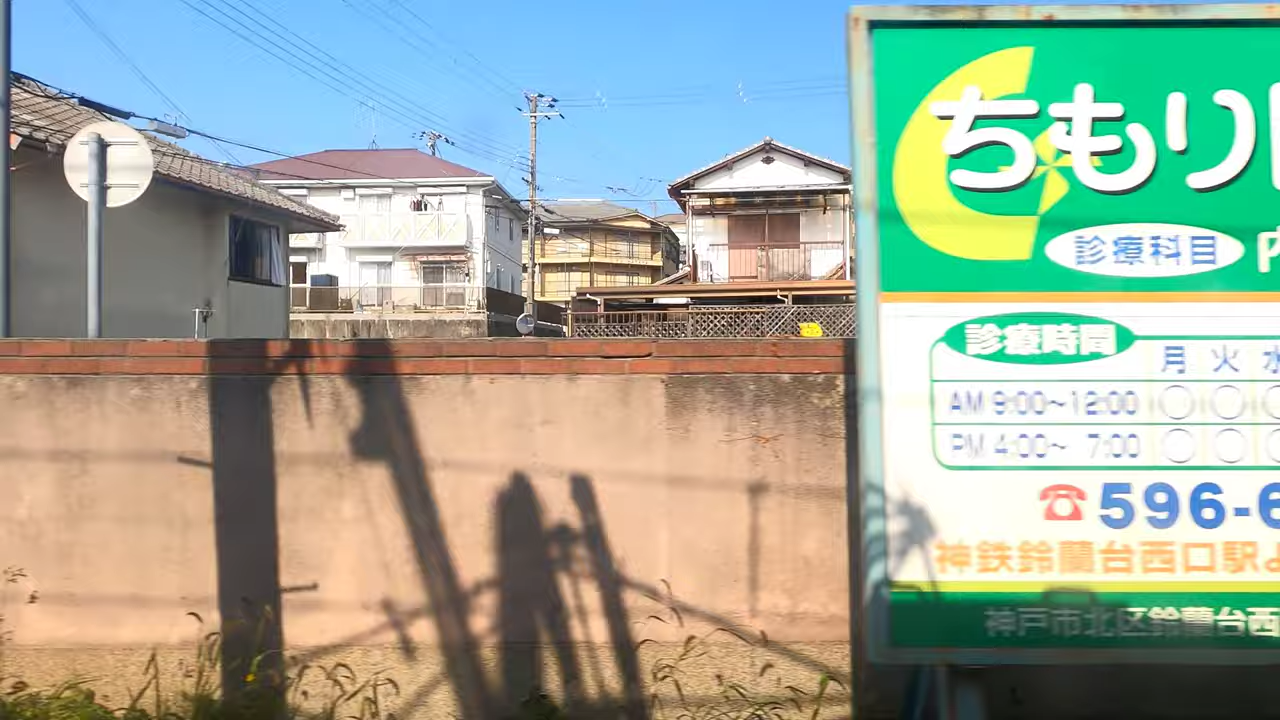 ちもり
診療科目
内
診療時間 月 火 水
AM 9:00～12:00 ○ ○ ○
PM 4:00～ 7:00 ○ ○ ○
☎596-6
神鉄鈴蘭台西口駅よ
神戸市北区鈴蘭台西